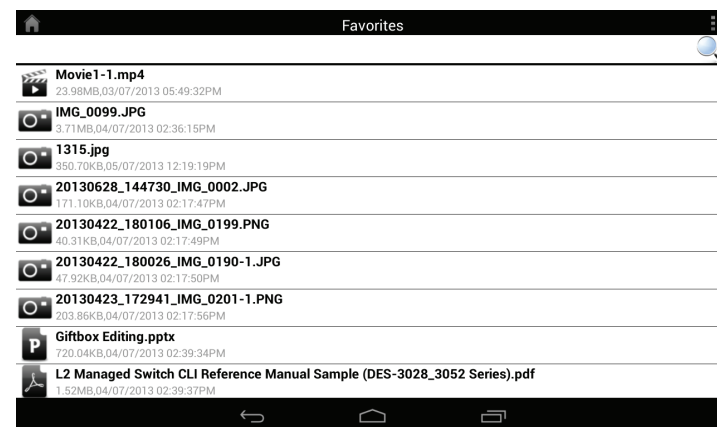 Favorites
Movie1-1.mp4
23.98MB,03/07/2013 05:49:32PM
IMG_0099.JPG
3.71MB,04/07/2013 02:36:15PM
1315.jpg
350.70KB,05/07/2013 12:19:19PM
20130628_144730_IMG_0002.JPG
171.10KB,04/07/2013 02:17:47PM
20130422_180106_IMG_0199.PNG
40.31KB,04/07/2013 02:17:49PM
20130422_180026_IMG_0190-1.JPG
47.92KB,04/07/2013 02:17:50PM
20130423_172941_IMG_0201-1.PNG
203.86KB,04/07/2013 02:17:56PM
P
Giftbox Editing.pptx
720.04KB,04/07/2013 02:39:34PM
L2 Managed Switch CLI Reference Manual Sample (DES-3028_3052 Series).pdf
1.52MB,04/07/2013 02:39:37PM